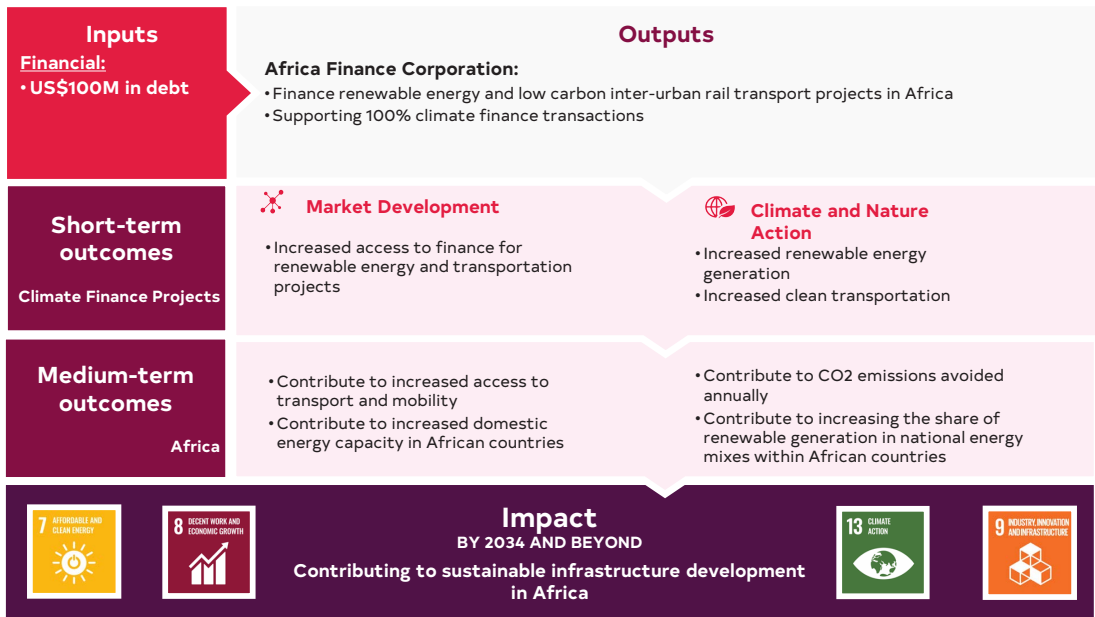 Inputs
Financial:
• US$100M in debt
Outputs
Africa Finance Corporation:
• Finance renewable energy and low carbon inter-urban rail transport projects in Africa
• Supporting 100% climate finance transactions
Short-term
outcomes
Climate Finance Projects
Market Development
• Increased access to finance for
renewable energy and transportation
projects
Climate and Nature
Action
• Increased renewable energy
generation
• Increased clean transportation
Medium-term
outcomes
Africa
• Contribute to increased access to
transport and mobility
• Contribute to increased domestic
energy capacity in African countries
• Contribute to CO2 emissions avoided
annually
• Contribute to increasing the share of
renewable generation in national energy
mixes within African countries
7 AFFORDABLE AND
CLEAN ENERGY
8 DECENT WORK AND
ECONOMIC GROWTH
Impact
BY 2034 AND BEYOND
Contributing to sustainable infrastructure development
in Africa
13 CLIMATE
ACTION
9 INDUSTRY, INNOVATION
AND INFRASTRUCTURE